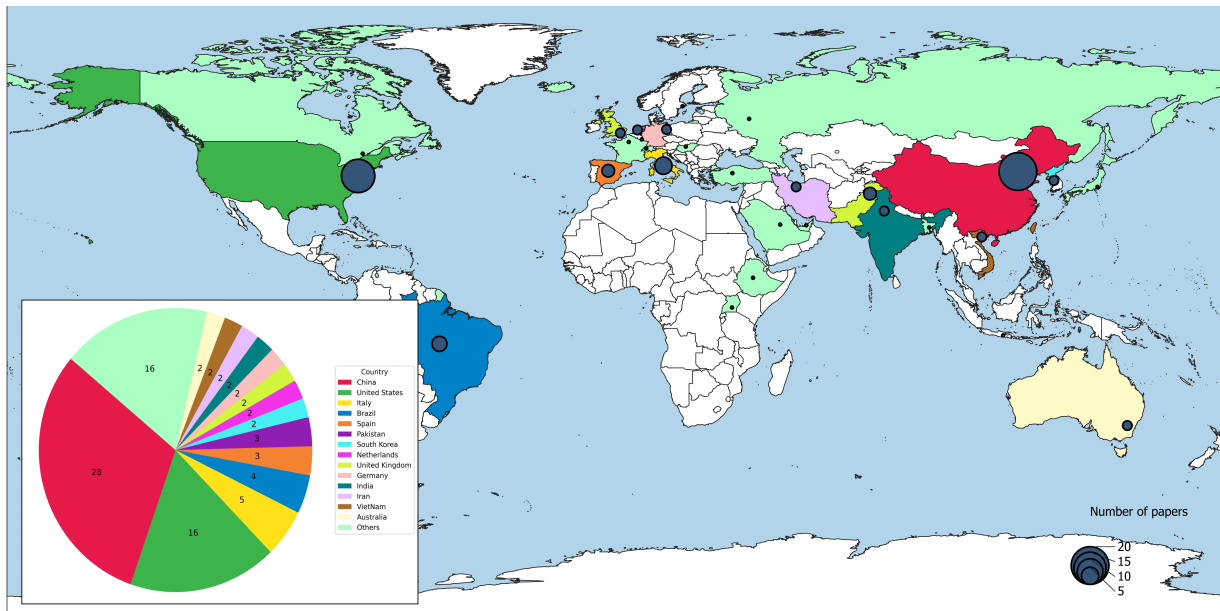 16
2
2
2
2
2
2
2
2
3
3
4
5
16
28
Country
China
United States
Italy
Brazil
Spain
Pakistan
South Korea
Netherlands
United Kingdom
Germany
India
Iran
VietNam
Australia
Others
Number of papers
20
15
10
5